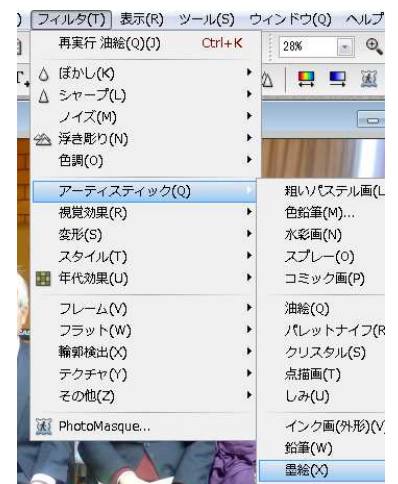 フィルタ(T) 表示(R) ツール(S) ウィンドウ(Q) ヘルプ
再実行 油絵(Q)(J) Ctrl+K
28%
ぼかし(K)
シャープ(L)
ノイズ(M)
浮き彫り(N)
色調(O)
アーティスティック(Q)
粗いパステル画(L
視覚効果(R)
色鉛筆(N)...
変形(S)
水彩画(N)
スタイル(T)
スプレー(O)
年代効果(U)
コミック画(P)
フレーム(V)
油絵(Q)
フラット(W)
パレットナイフ(R
輪郭検出(X)
クリスタル(S)
テクチャ(Y)
点描画(T)
その他(Z)
しみ(U)
PhotoMasque...
インク画(外形)(V)
鉛筆(W)
墨絵(X)